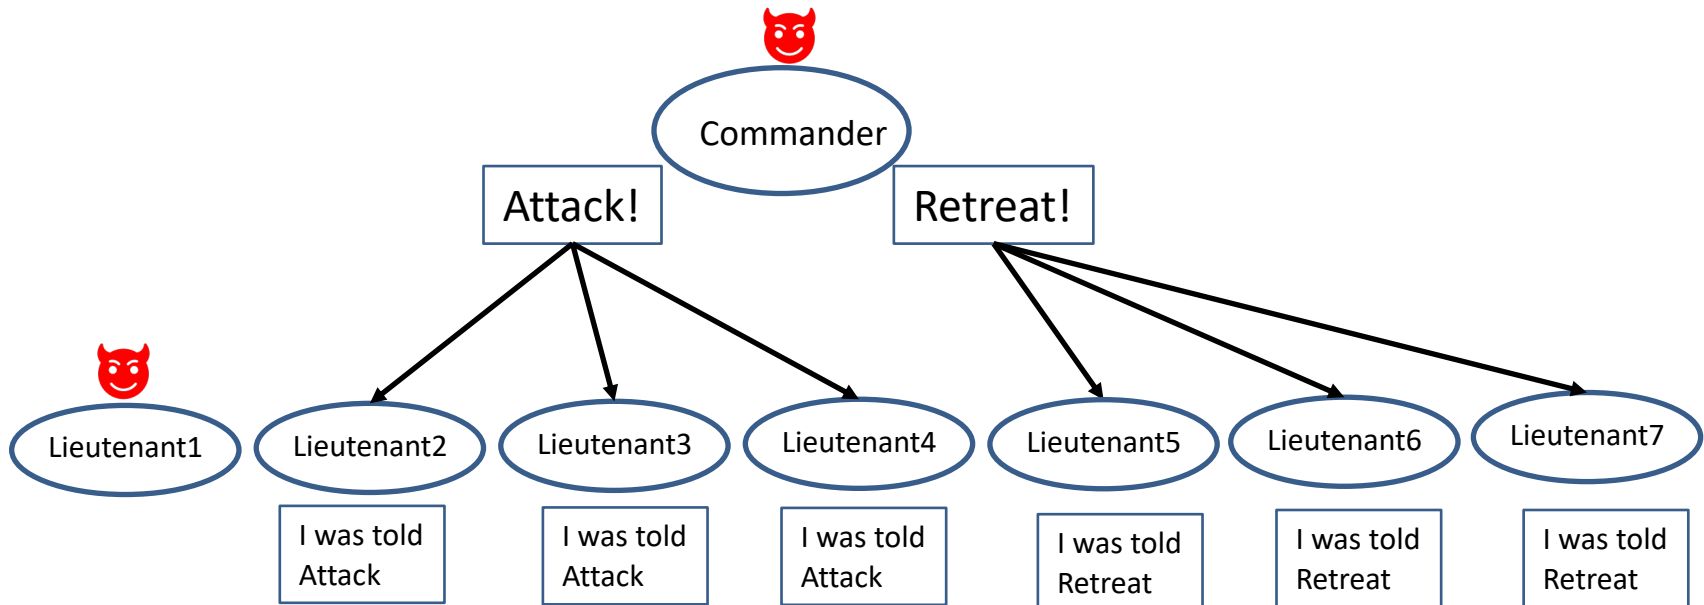 Commander
Attack!
Retreat!
Lieutenant1
Lieutenant2
Lieutenant3
Lieutenant4
Lieutenant5
Lieutenant6
Lieutenant7
I was told
Attack
I was told
Attack
I was told
Attack
I was told
Retreat
I was told
Retreat
I was told
Retreat